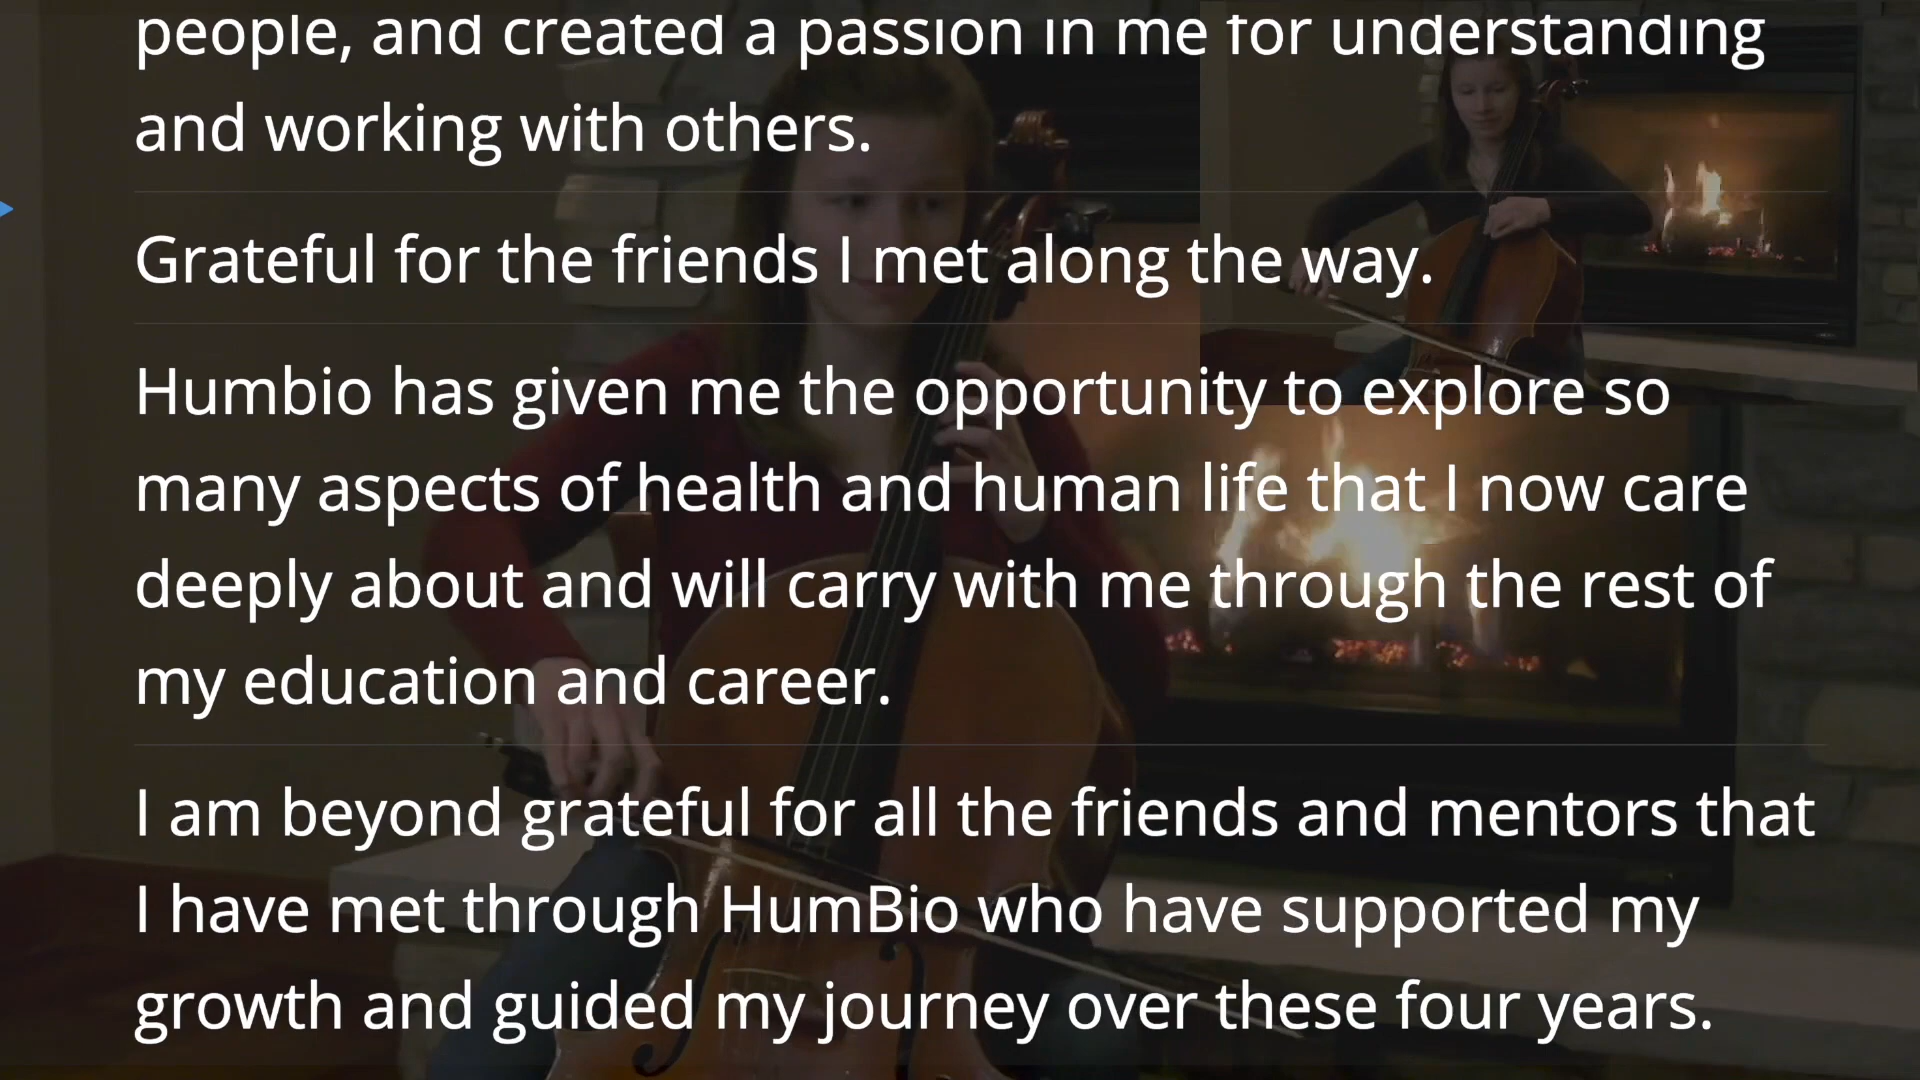 people, and created a passion in me for understanding
and working with others.
Grateful for the friends I met along the way.
Humbio has given me the opportunity to explore so
many aspects of health and human life that I now care
deeply about and will carry with me through the rest of
my education and career.
I am beyond grateful for all the friends and mentors that
I have met through HumBio who have supported my
growth and guided my journey over these four years.